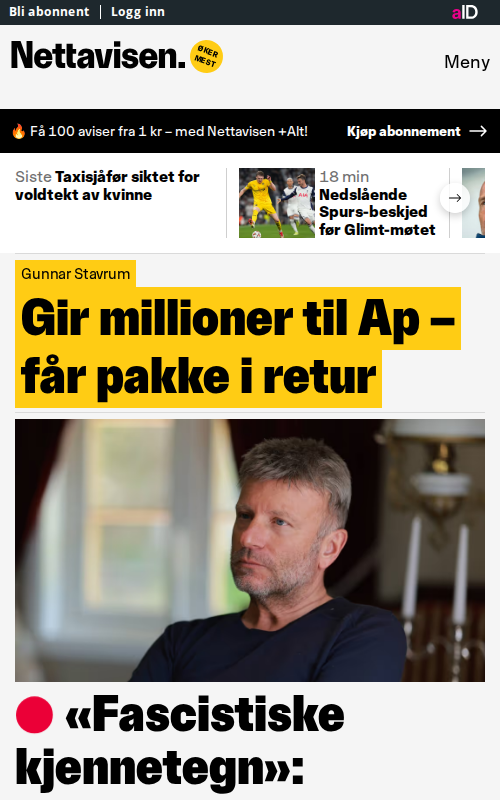 Bli abonnent | Logg inn
aID
Nettavisen.
ØKER
MEST
Meny
Få 100 aviser fra 1 kr – med Nettavisen +Alt!
Kjøp abonnement
Siste Taxisjåfør siktet for
voldtekt av kvinne
18 min
Nedslående
Spurs-beskjed
før Glimt-møtet
Gunnar Stavrum
Gir millioner til Ap –
får pakke i retur
«Fascistiske
kjennetegn»: